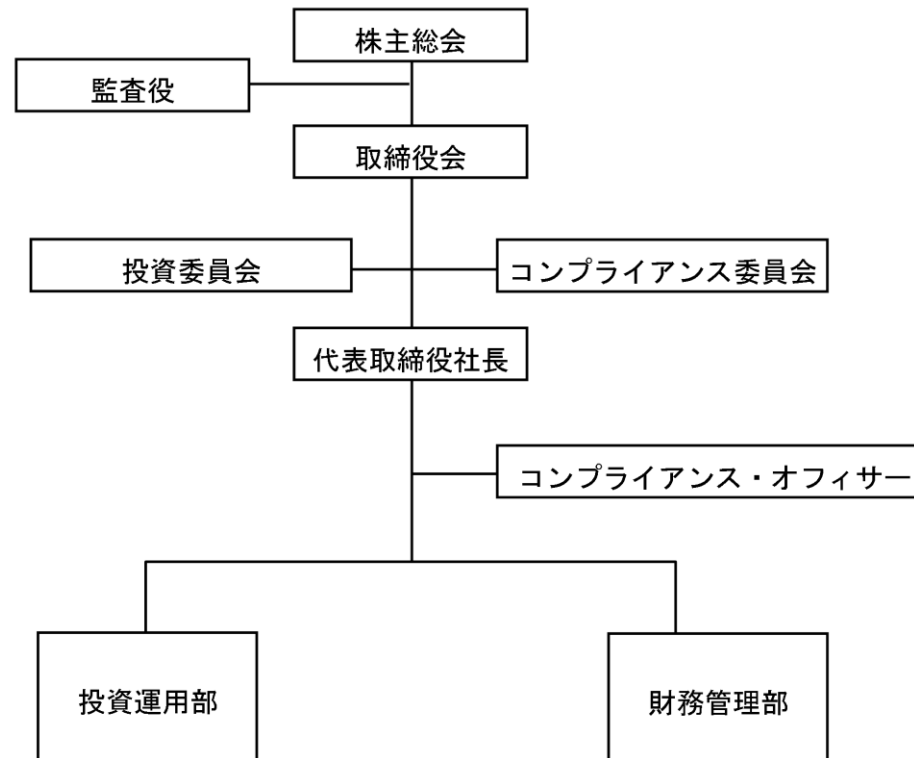 株主総会
監査役
取締役会
投資委員会
コンプライアンス委員会
代表取締役社長
コンプライアンス・オフィサー
投資運用部
財務管理部